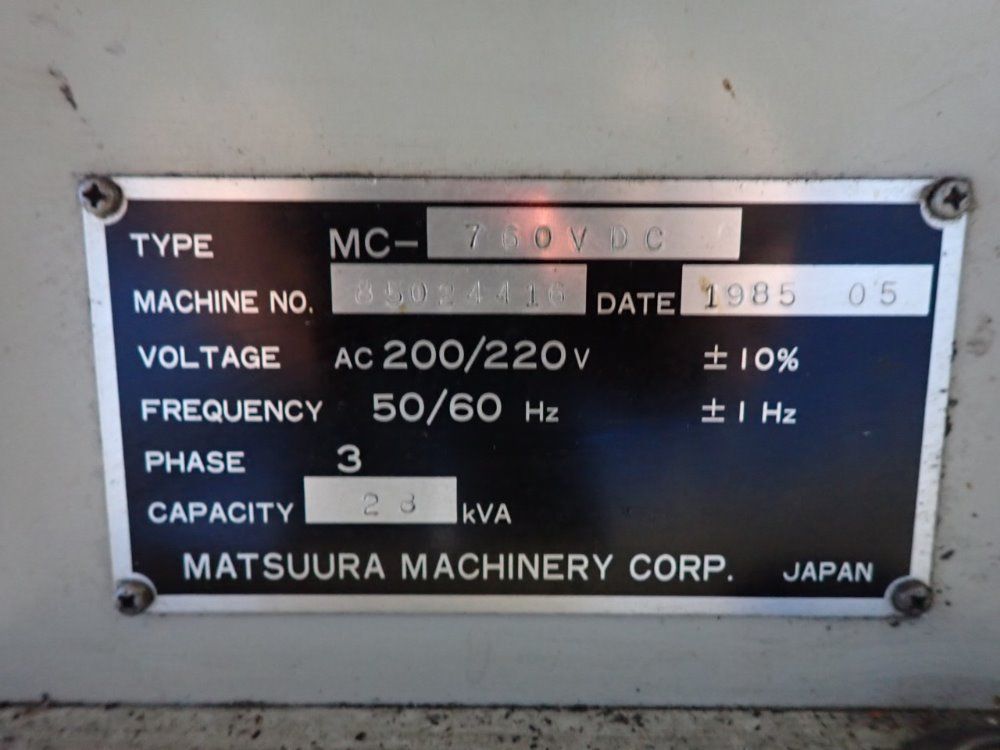 TYPE MC- 760VDC
MACHINE NO. 85024416 DATE 1985 05
VOLTAGE AC 200/220 V ±10%
FREQUENCY 50/60 Hz ±1 Hz
PHASE 3
CAPACITY 28 kVA
MATSUURA MACHINERY CORP. JAPAN